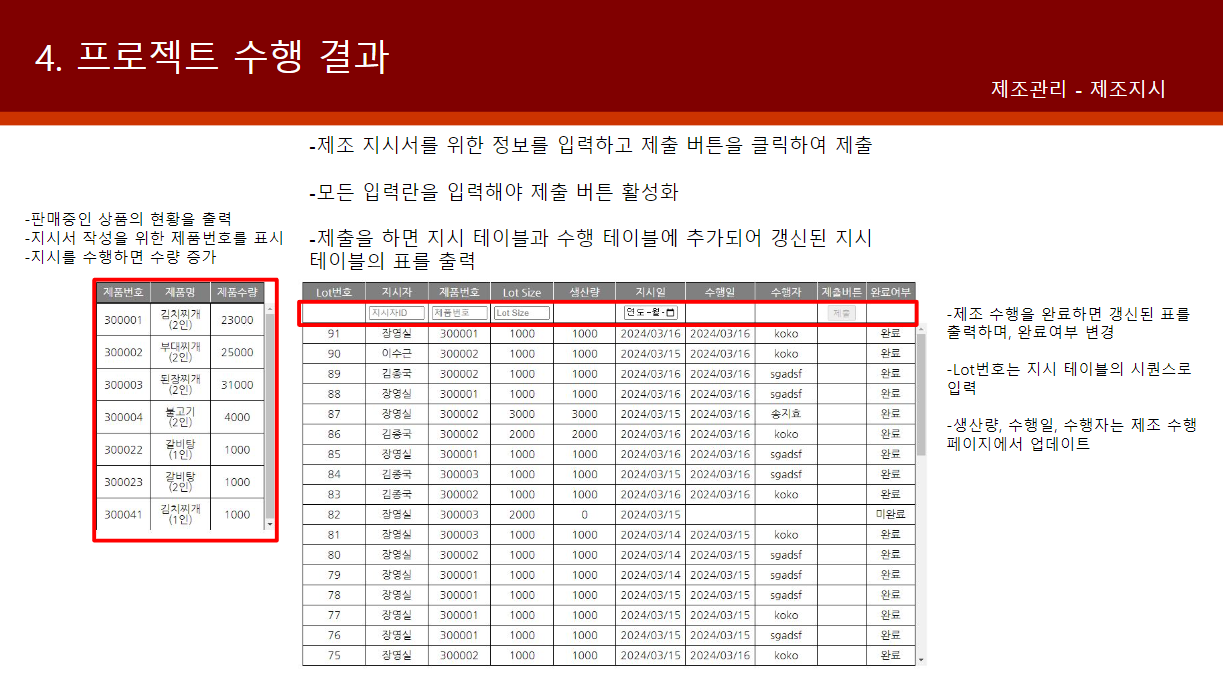 4. 프로젝트 수행 결과
제조관리 - 제조지시
-제조 지시서를 위한 정보를 입력하고 제출 버튼을 클릭하여 제출
-모든 입력란을 입력해야 제출 버튼 활성화
-제출을 하면 지시 테이블과 수행 테이블에 추가되어 갱신된 지시
테이블의 표를 출력
-판매중인 상품의 현황을 출력
-지시서 작성을 위한 제품번호를 표시
-지시를 수행하면 수량 증가
제품번호 제품명 제품수량
300001 김치찌개 (2인) 23000
300002 부대찌개 (2인) 25000
300003 된장찌개 (2인) 31000
300004 불고기 (2인) 4000
300022 갈비탕 (1인) 1000
300023 갈비탕 (2인) 1000
300041 김치찌개 (1인) 1000
Lot번호 지시자 제품번호 Lot Size 생산량 지시일 수행일 수행자 제출버튼 완료여부
지시자ID 제품번호 Lot Size 연도-월- 제출
91 장영실 300001 1000 1000 2024/03/16 2024/03/16 koko 완료
90 이수근 300002 1000 1000 2024/03/15 2024/03/16 koko 완료
89 김종국 300002 1000 1000 2024/03/16 2024/03/16 sgadsf 완료
88 장영실 300001 1000 1000 2024/03/16 2024/03/16 sgadsf 완료
87 장영실 300002 3000 3000 2024/03/15 2024/03/16 송지효 완료
86 김종국 300002 2000 2000 2024/03/16 2024/03/16 koko 완료
85 장영실 300001 1000 1000 2024/03/16 2024/03/16 sgadsf 완료
84 김종국 300003 1000 1000 2024/03/15 2024/03/16 sgadsf 완료
83 김종국 300002 1000 1000 2024/03/16 2024/03/16 koko 완료
82 장영실 300003 2000 0 2024/03/15 미완료
81 장영실 300003 1000 1000 2024/03/14 2024/03/15 koko 완료
80 장영실 300002 1000 1000 2024/03/14 2024/03/15 sgadsf 완료
79 장영실 300001 1000 1000 2024/03/14 2024/03/15 sgadsf 완료
78 장영실 300001 1000 1000 2024/03/15 2024/03/15 sgadsf 완료
77 장영실 300001 1000 1000 2024/03/15 2024/03/15 koko 완료
76 장영실 300001 1000 1000 2024/03/15 2024/03/15 sgadsf 완료
75 장영실 300002 1000 1000 2024/03/15 2024/03/16 koko 완료
-제조 수행을 완료하면 갱신된 표를
출력하며, 완료여부 변경
-Lot번호는 지시 테이블의 시퀀스로
입력
-생산량, 수행일, 수행자는 제조 수행
페이지에서 업데이트